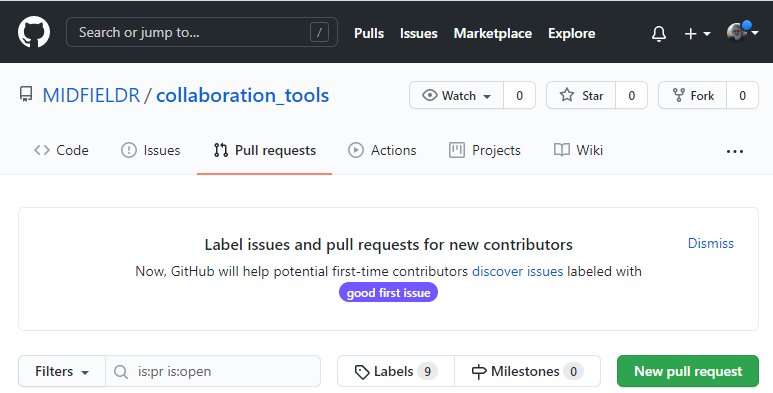 Search or jump to... / Pulls Issues Marketplace Explore
MIDFIELDR / collaboration_tools Watch 0 Star 0 Fork 0
Code Issues Pull requests Actions Projects Wiki ...
Label issues and pull requests for new contributors Dismiss
Now, GitHub will help potential first-time contributors discover issues labeled with
good first issue
Filters is:pr is:open Labels 9 Milestones 0 New pull request